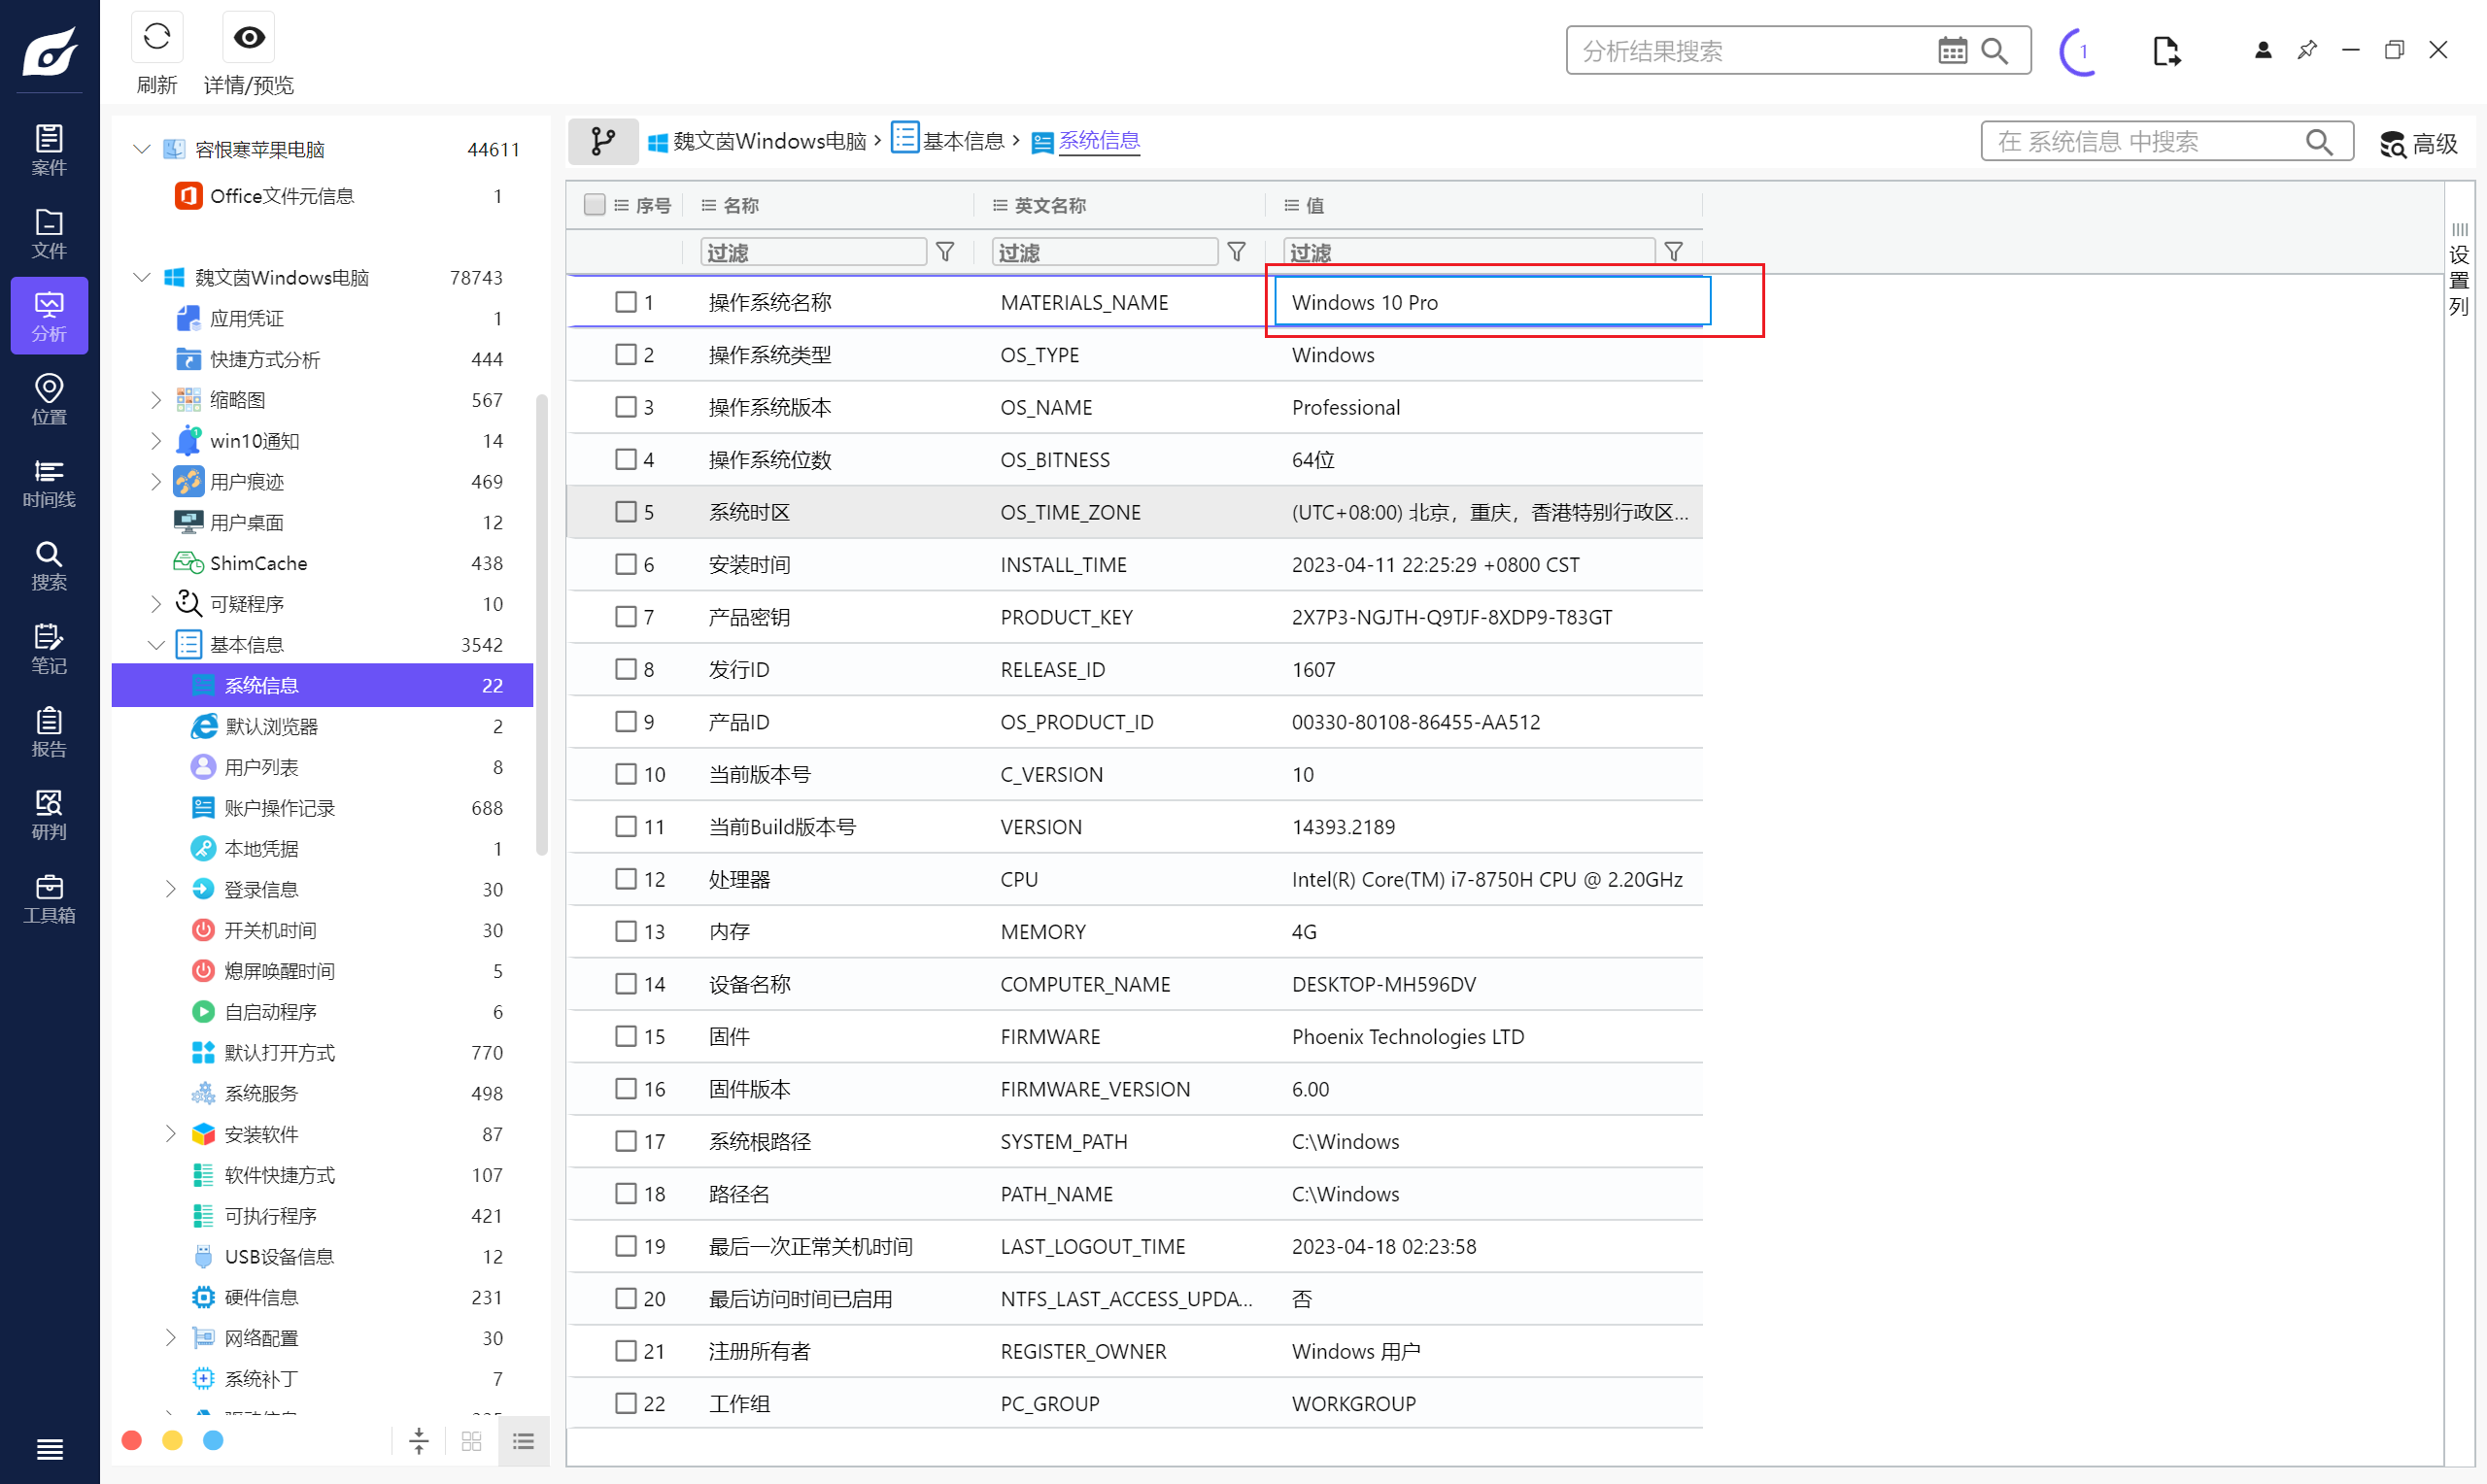 刷新
详情/预览
分析结果搜索
1
案件
文件
分析
位置
时间线
搜索
笔记
报告
研判
工具箱
容恨寒苹果电脑 44611
Office文件元信息 1
魏文茵Windows电脑 78743
应用凭证 1
快捷方式分析 444
缩略图 567
win10通知 14
用户痕迹 469
用户桌面 12
ShimCache 438
可疑程序 10
基本信息 3542
系统信息 22
默认浏览器 2
用户列表 8
账户操作记录 688
本地凭据 1
登录信息 30
开关机时间 30
熄屏唤醒时间 5
自启动程序 6
默认打开方式 770
系统服务 498
安装软件 87
软件快捷方式 107
可执行程序 421
USB设备信息 12
硬件信息 231
网络配置 30
系统补丁 7
魏文茵Windows电脑 › 基本信息 › 系统信息
在 系统信息 中搜索
高级
序号 名称 英文名称 值
过滤 过滤 过滤
设置列
1 操作系统名称 MATERIALS_NAME Windows 10 Pro
2 操作系统类型 OS_TYPE Windows
3 操作系统版本 OS_NAME Professional
4 操作系统位数 OS_BITNESS 64位
5 系统时区 OS_TIME_ZONE (UTC+08:00) 北京，重庆，香港特别行政区...
6 安装时间 INSTALL_TIME 2023-04-11 22:25:29 +0800 CST
7 产品密钥 PRODUCT_KEY 2X7P3-NGJTH-Q9TJF-8XDP9-T83GT
8 发行ID RELEASE_ID 1607
9 产品ID OS_PRODUCT_ID 00330-80108-86455-AA512
10 当前版本号 C_VERSION 10
11 当前Build版本号 VERSION 14393.2189
12 处理器 CPU Intel(R) Core(TM) i7-8750H CPU @ 2.20GHz
13 内存 MEMORY 4G
14 设备名称 COMPUTER_NAME DESKTOP-MH596DV
15 固件 FIRMWARE Phoenix Technologies LTD
16 固件版本 FIRMWARE_VERSION 6.00
17 系统根路径 SYSTEM_PATH C:\Windows
18 路径名 PATH_NAME C:\Windows
19 最后一次正常关机时间 LAST_LOGOUT_TIME 2023-04-18 02:23:58
20 最后访问时间已启用 NTFS_LAST_ACCESS_UPDA... 否
21 注册所有者 REGISTER_OWNER Windows 用户
22 工作组 PC_GROUP WORKGROUP